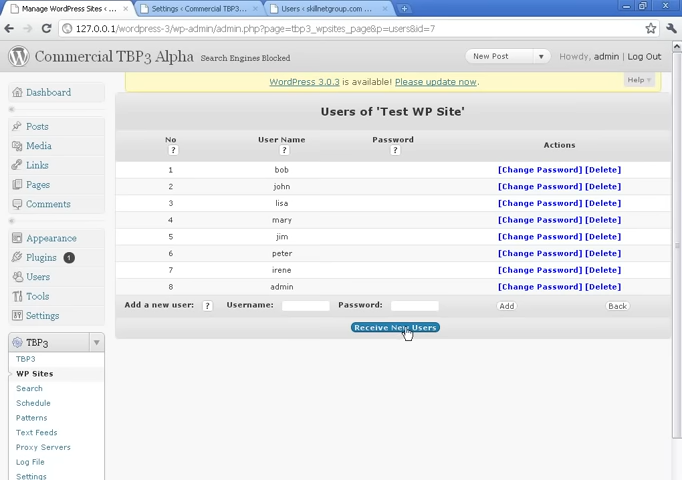 Manage WordPress Sites ‹ ...
Settings ‹ Commercial TBP3...
Users ‹ skillnetgroup.com ...
127.0.0.1/wordpress-3/wp-admin/admin.php?page=tbp3_wpsites_page&p=users&id=7
Commercial TBP3 Alpha
Search Engines Blocked
New Post
Howdy, admin | Log Out
WordPress 3.0.3 is available! Please update now.
Help
Dashboard
Posts
Media
Links
Pages
Comments
Appearance
Plugins 1
Users
Tools
Settings
TBP3
TBP3
WP Sites
Search
Schedule
Patterns
Text Feeds
Proxy Servers
Log File
Settings
Users of 'Test WP Site'
No User Name Password Actions
? ? ?
1 bob [Change Password] [Delete]
2 john [Change Password] [Delete]
3 lisa [Change Password] [Delete]
4 mary [Change Password] [Delete]
5 jim [Change Password] [Delete]
6 peter [Change Password] [Delete]
7 irene [Change Password] [Delete]
8 admin [Change Password] [Delete]
Add a new user: ? Username: Password: Add Back
Receive New Users